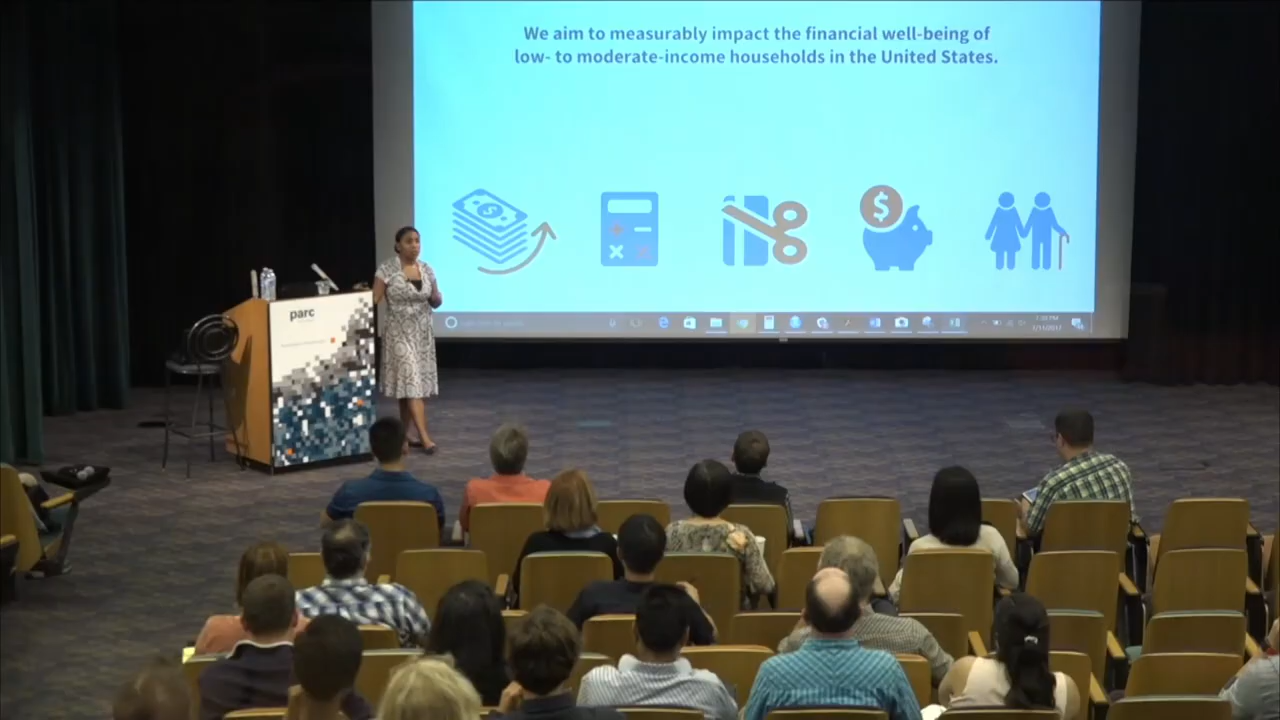 We aim to measurably impact the financial well-being of
low- to moderate-income households in the United States.
$
$
parc